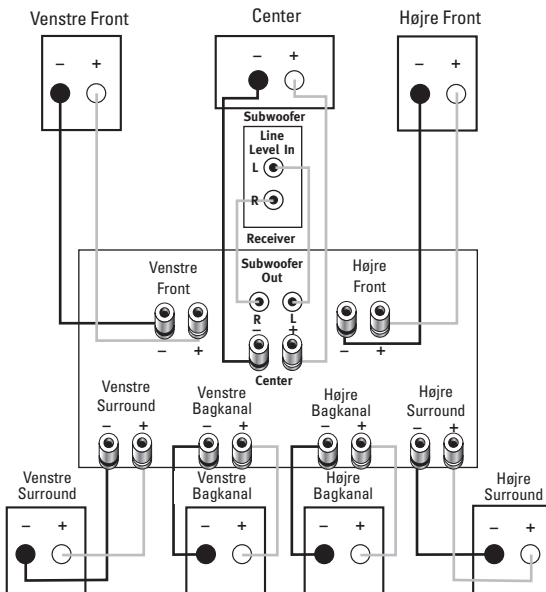 Venstre Front
Center
Højre Front
– +
– +
– +
Subwoofer
Line
Level In
L
R
Receiver
Subwoofer
Out
R L
– +
Center
Venstre
Front
– +
Højre
Front
– +
Venstre
Surround
– +
Venstre
Bagkanal
– +
Højre
Bagkanal
– +
Højre
Surround
– +
Venstre
Surround
– +
Venstre
Bagkanal
– +
Højre
Bagkanal
– +
Højre
Surround
– +